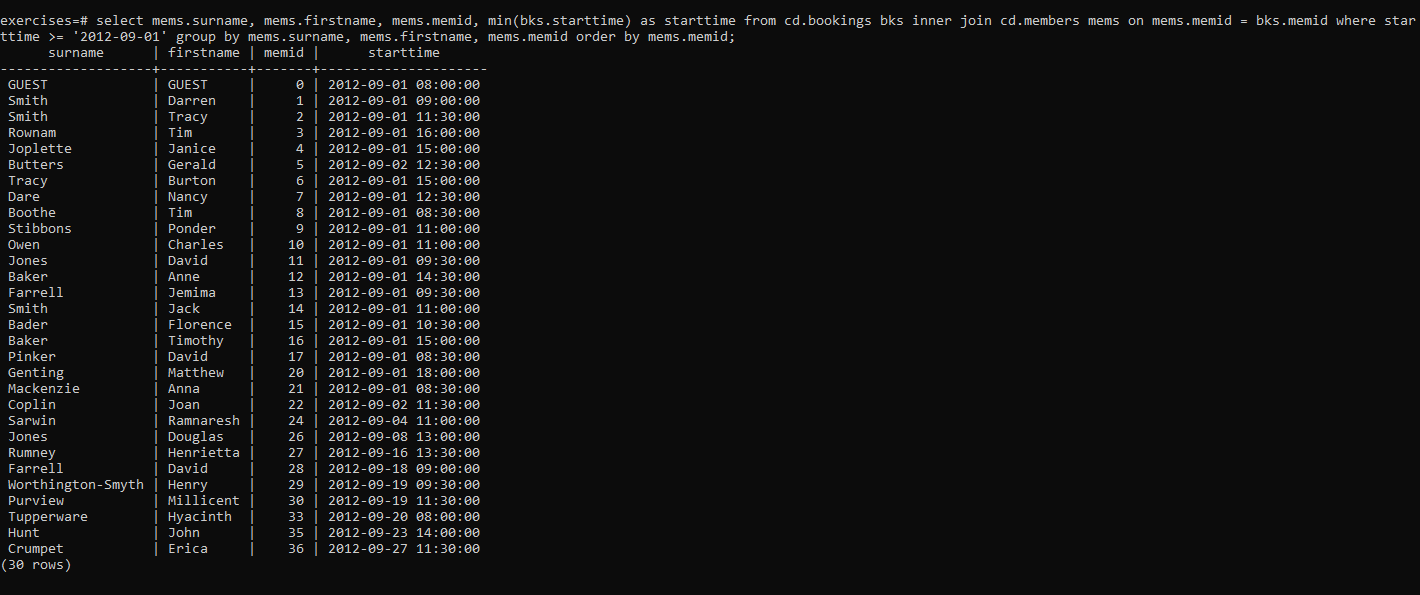 exercises=# select mems.surname, mems.firstname, mems.memid, min(bks.starttime) as starttime from cd.bookings bks inner join cd.members mems on mems.memid = bks.memid where star
ttime >= '2012-09-01' group by mems.surname, mems.firstname, mems.memid order by mems.memid;
      surname      | firstname | memid |      starttime
-------------------+-----------+-------+---------------------
 GUEST             | GUEST     |     0 | 2012-09-01 08:00:00
 Smith             | Darren    |     1 | 2012-09-01 09:00:00
 Smith             | Tracy     |     2 | 2012-09-01 11:30:00
 Rownam            | Tim       |     3 | 2012-09-01 16:00:00
 Joplette          | Janice    |     4 | 2012-09-01 15:00:00
 Butters           | Gerald    |     5 | 2012-09-02 12:30:00
 Tracy             | Burton    |     6 | 2012-09-01 15:00:00
 Dare              | Nancy     |     7 | 2012-09-01 12:30:00
 Boothe            | Tim       |     8 | 2012-09-01 08:30:00
 Stibbons          | Ponder    |     9 | 2012-09-01 11:00:00
 Owen              | Charles   |    10 | 2012-09-01 11:00:00
 Jones             | David     |    11 | 2012-09-01 09:30:00
 Baker             | Anne      |    12 | 2012-09-01 14:30:00
 Farrell           | Jemima    |    13 | 2012-09-01 09:30:00
 Smith             | Jack      |    14 | 2012-09-01 11:00:00
 Bader             | Florence  |    15 | 2012-09-01 10:30:00
 Baker             | Timothy   |    16 | 2012-09-01 15:00:00
 Pinker            | David     |    17 | 2012-09-01 08:30:00
 Genting           | Matthew   |    20 | 2012-09-01 18:00:00
 Mackenzie         | Anna      |    21 | 2012-09-01 08:30:00
 Coplin            | Joan      |    22 | 2012-09-02 11:30:00
 Sarwin            | Ramnaresh |    24 | 2012-09-04 11:00:00
 Jones             | Douglas   |    26 | 2012-09-08 13:00:00
 Rumney            | Henrietta |    27 | 2012-09-16 13:30:00
 Farrell           | David     |    28 | 2012-09-18 09:00:00
 Worthington-Smyth | Henry     |    29 | 2012-09-19 09:30:00
 Purview           | Millicent |    30 | 2012-09-19 11:30:00
 Tupperware        | Hyacinth  |    33 | 2012-09-20 08:00:00
 Hunt              | John      |    35 | 2012-09-23 14:00:00
 Crumpet           | Erica     |    36 | 2012-09-27 11:30:00
(30 rows)